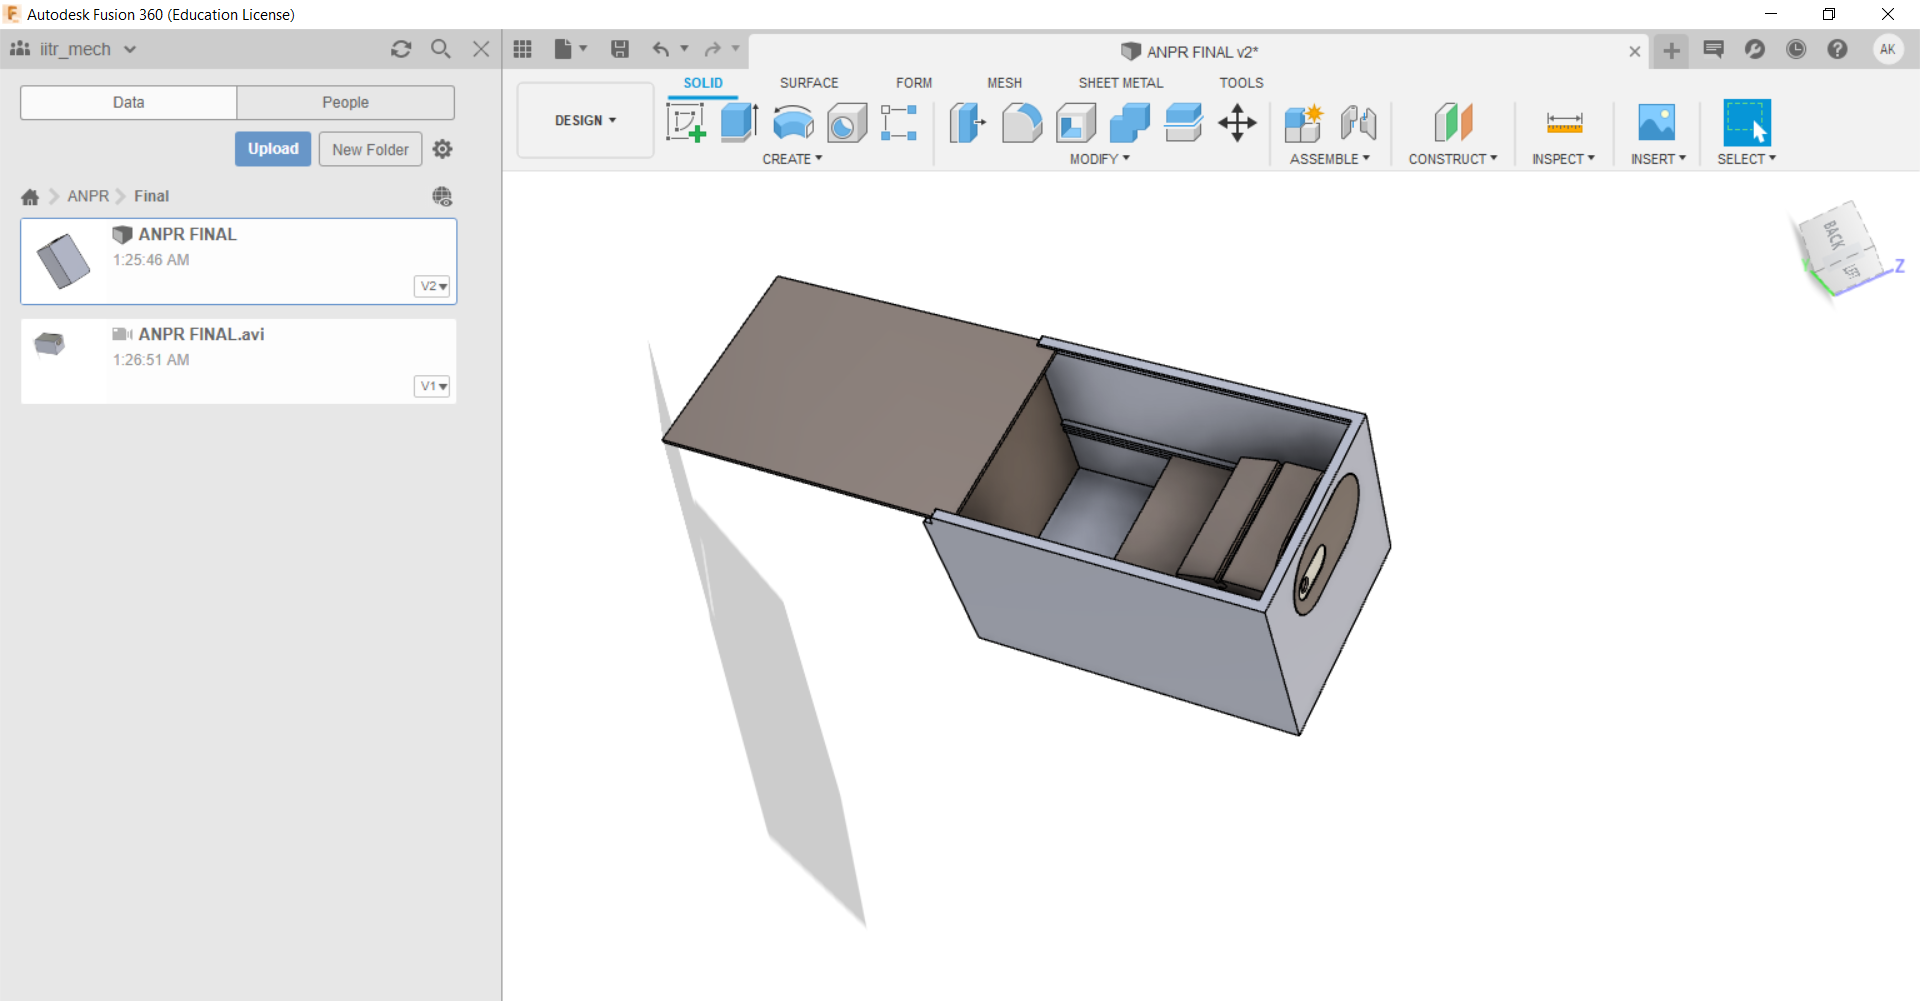 Autodesk Fusion 360 (Education License)
iitr_mech
ANPR FINAL v2*
AK
Data
People
Upload
New Folder
ANPR
Final
ANPR FINAL
1:25:46 AM
V2
ANPR FINAL.avi
1:26:51 AM
V1
SOLID
SURFACE
FORM
MESH
SHEET METAL
TOOLS
DESIGN
CREATE
MODIFY
ASSEMBLE
CONSTRUCT
INSPECT
INSERT
SELECT
BACK
Z